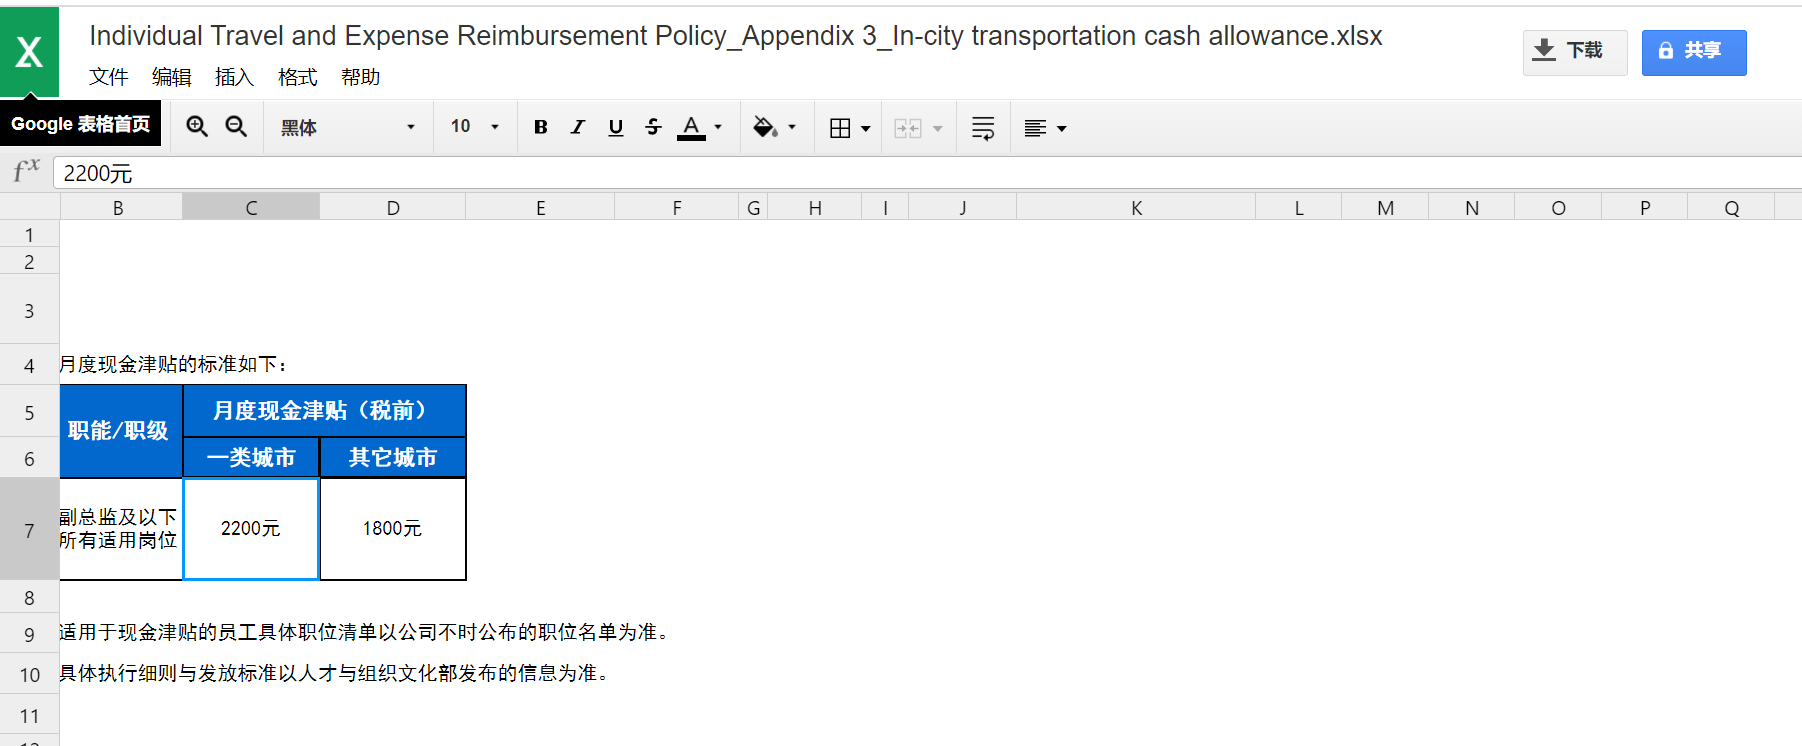 Individual Travel and Expense Reimbursement Policy_Appendix 3_In-city transportation cash allowance.xlsx
下载
共享
文件 编辑 插入 格式 帮助
Google 表格首页
黑体
10
B I U S A
fx
2200元
B C D E F G H I J K L M N O P Q
1
2
3
4 月度现金津贴的标准如下：
5 职能/职级 月度现金津贴（税前）
6 一类城市 其它城市
7 副总监及以下
所有适用岗位 2200元 1800元
8
9 适用于现金津贴的员工具体职位清单以公司不时公布的职位名单为准。
10 具体执行细则与发放标准以人才与组织文化部发布的信息为准。
11